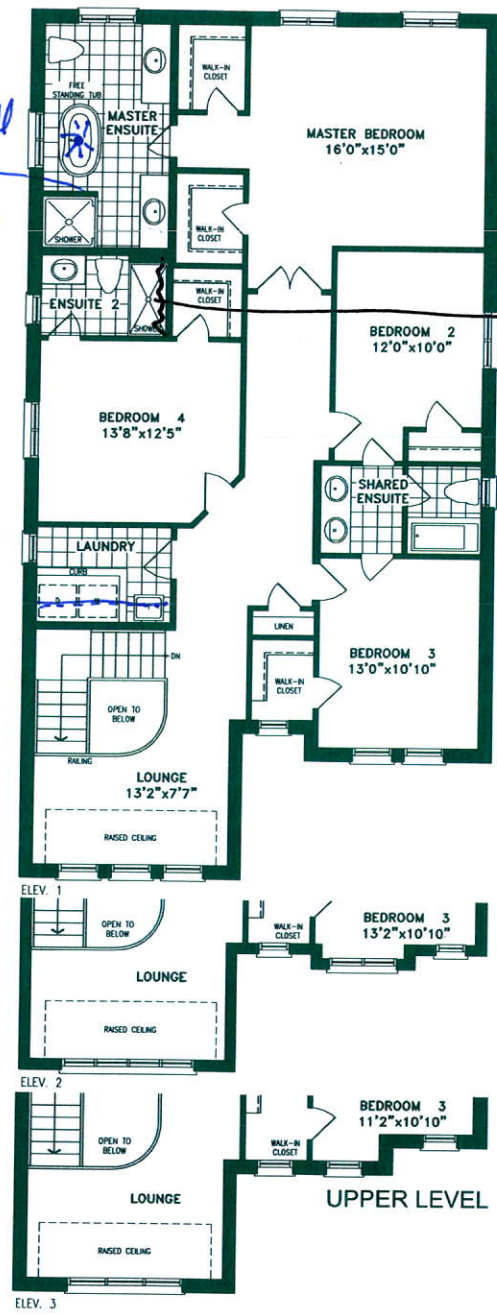 WALK-IN
CLOSET
FREE
STANDING TUB
MASTER
ENSUITE
MASTER BEDROOM
16'0"x15'0"
WALK-IN
CLOSET
SHOWER
ENSUITE 2
SHOWER
WALK-IN
CLOSET
BEDROOM 2
12'0"x10'0"
BEDROOM 4
13'8"x12'5"
SHARED
ENSUITE
LAUNDRY
CURB
D
W
LINEN
BEDROOM 3
13'0"x10'10"
WALK-IN
CLOSET
DN
OPEN TO
BELOW
RAILING
LOUNGE
13'2"x7'7"
RAISED CEILING
ELEV. 1
OPEN TO
BELOW
WALK-IN
CLOSET
BEDROOM 3
13'2"x10'10"
LOUNGE
RAISED CEILING
ELEV. 2
OPEN TO
BELOW
WALK-IN
CLOSET
BEDROOM 3
11'2"x10'10"
LOUNGE
UPPER LEVEL
RAISED CEILING
ELEV. 3